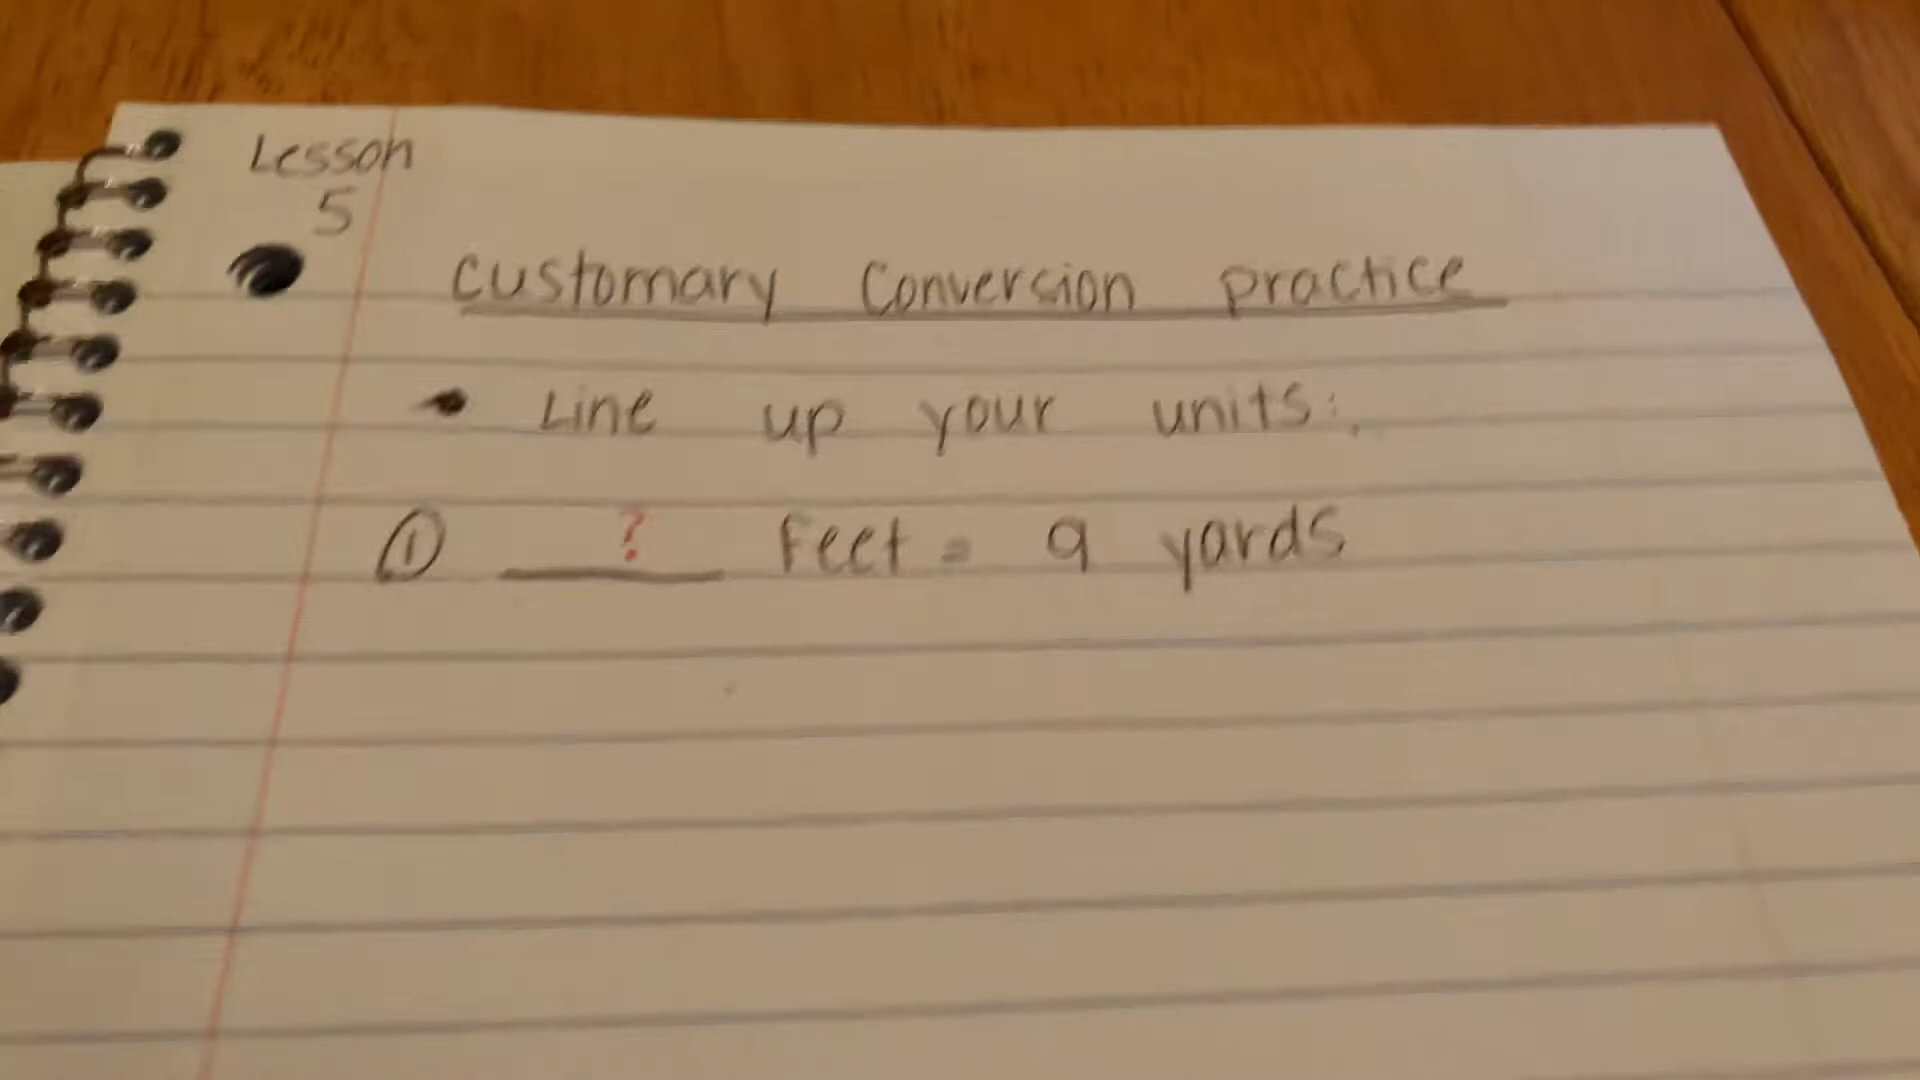 Lesson
5
Customary Conversion practice
• Line up your units:
① ? Feet = 9 yards